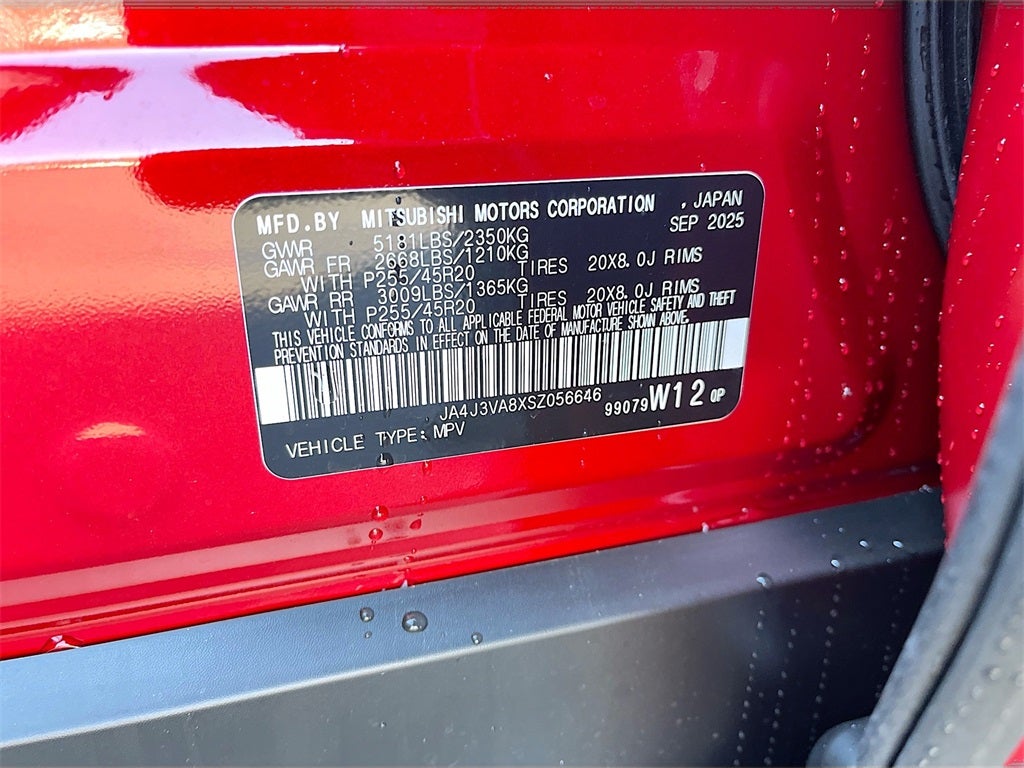 MFD.BY MITSUBISHI MOTORS CORPORATION , JAPAN
SEP 2025
GVWR 5181LBS/2350KG
GAWR FR 2668LBS/1210KG
WITH P255/45R20 TIRES 20X8.0J RIMS
GAWR RR 3009LBS/1365KG
WITH P255/45R20 TIRES 20X8.0J RIMS
THIS VEHICLE CONFORMS TO ALL APPLICABLE FEDERAL MOTOR VEHICLE SAFETY AND THEFT
PREVENTION STANDARDS IN EFFECT ON THE DATE OF MANUFACTURE SHOWN ABOVE.
JA4J3VA8XSZ056646
99079 W12 OP
VEHICLE TYPE: MPV